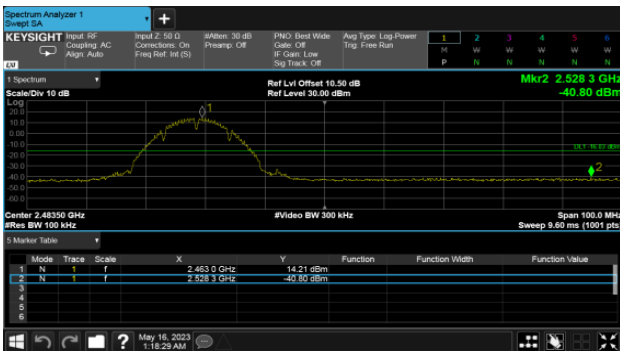 Spectrum Analyzer 1
Swept SA
KEYSIGHT Input: RF
Coupling: AC
Align: Auto
Input Z: 50 Ω
Corrections: On
Freq Ref: Int (S)
#Atten: 30 dB
Preamp: Off
PNO: Best Wide
Gate: Off
IF Gain: Low
Sig Track: Off
Avg Type: Log-Power
Trig: Free Run
1 2 3 4 5 6
M W W W W W
P N N N N N
LXI
1 Spectrum
Scale/Div 10 dB
Ref Lvl Offset 10.50 dB
Ref Level 30.00 dBm
Mkr2 2.528 3 GHz
-40.80 dBm
Log
20.0
10.0
0.00
-10.0
-20.0
-30.0
-40.0
-50.0
-60.0
1
DL1 -16.03 dBm
2
Center 2.48350 GHz
#Res BW 100 kHz
#Video BW 300 kHz
Span 100.0 MHz
Sweep 9.60 ms (1001 pts)
5 Marker Table
Mode Trace Scale X Y Function Function Width Function Value
1 N 1 f 2.463 0 GHz 14.21 dBm
2 N 1 f 2.528 3 GHz -40.80 dBm
3
4
5
6
? May 16, 2023
1:18:29 AM